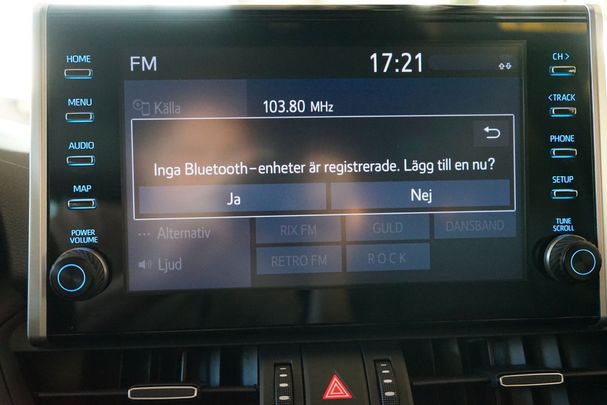 HOME
MENU
AUDIO
MAP
POWER
VOLUME
FM
17:21
Källa
103.80 MHz
Inga Bluetooth-enheter är registrerade. Lägg till en nu?
Ja
Nej
... Alternativ
RIX FM
GULD
DANSBAND
Ljud
RETRO FM
ROCK
CH >
< TRACK
PHONE
SETUP
TUNE
SCROLL